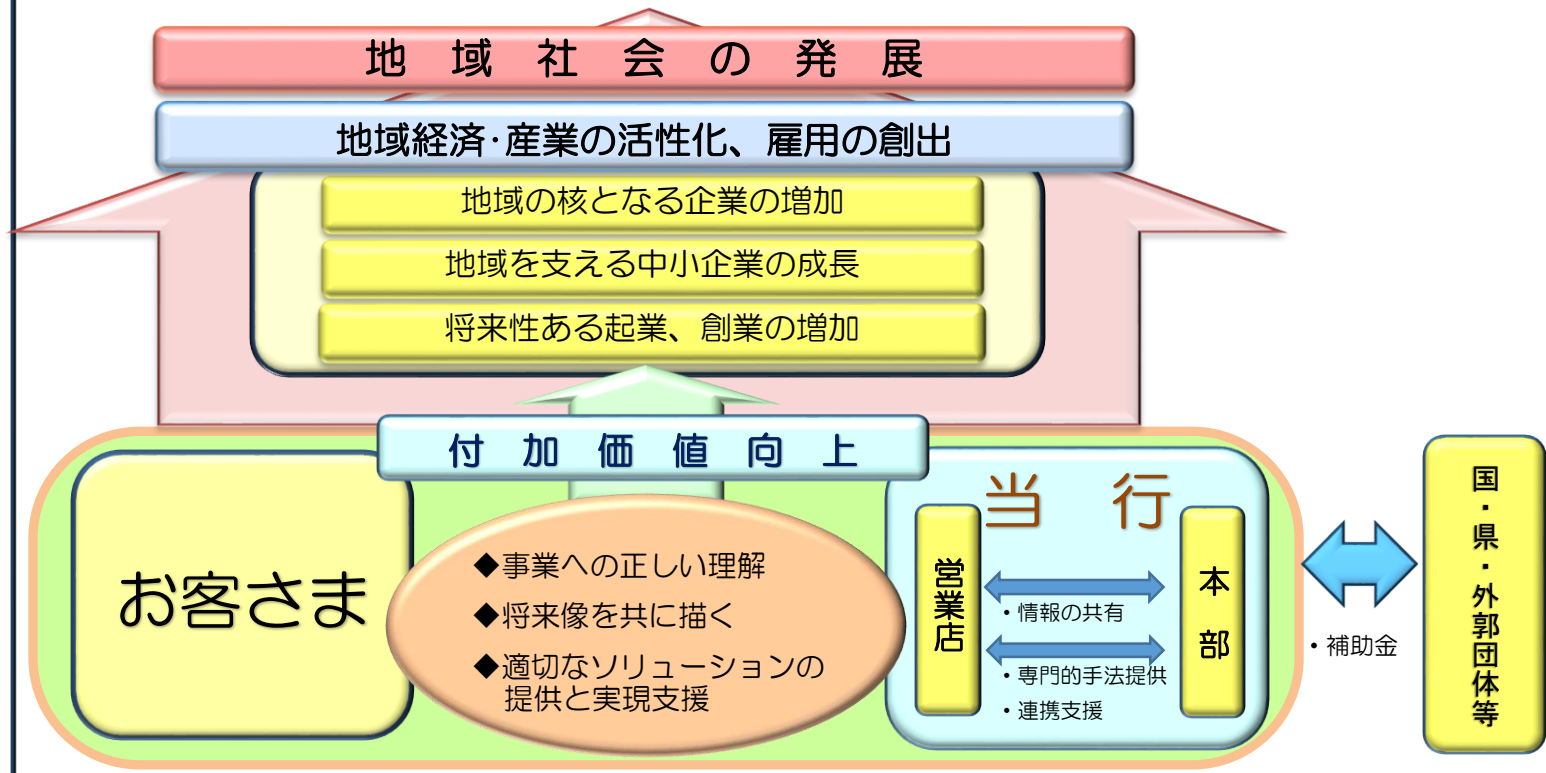 地域社会の発展
地域経済・産業の活性化、雇用の創出
地域の核となる企業の増加
地域を支える中小企業の成長
将来性ある起業、創業の増加
付加価値向上
お客さま
◆事業への正しい理解
◆将来像を共に描く
◆適切なソリューションの
提供と実現支援
当行
営業店
・情報の共有
・専門的手法提供
・連携支援
本部
・補助金
国・県・外郭団体等